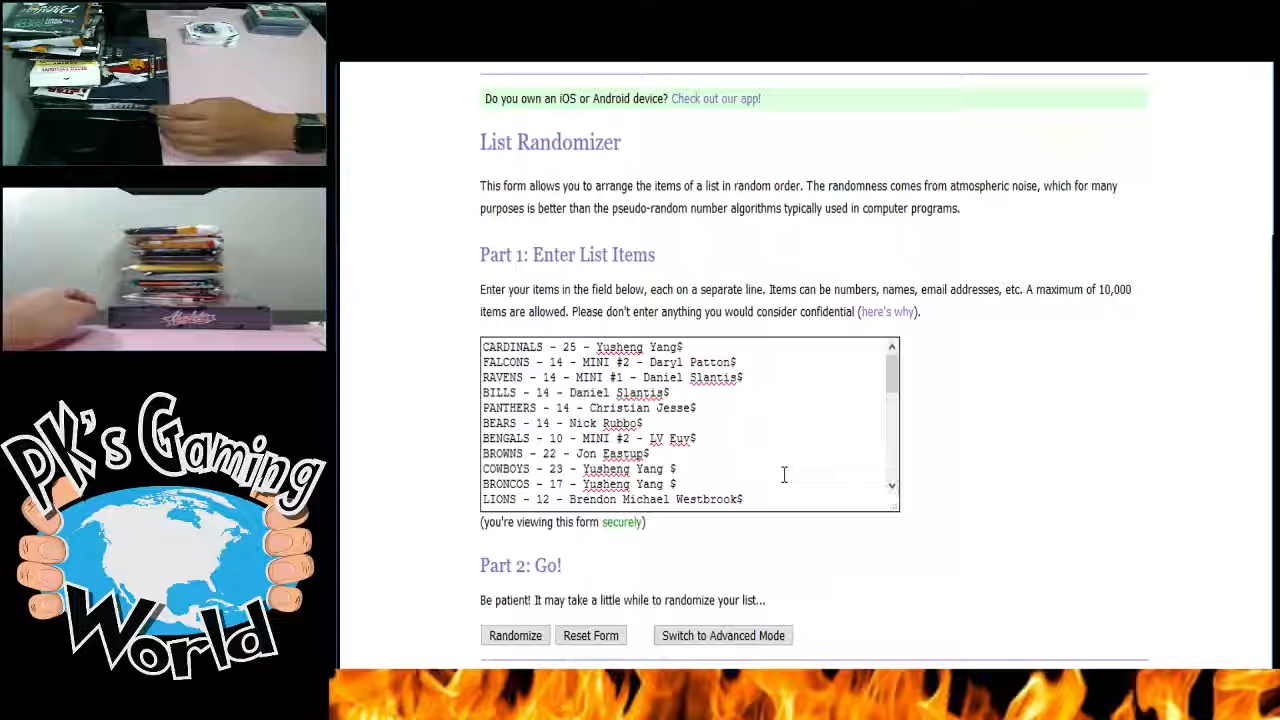 Do you own an iOS or Android device? Check out our app!
List Randomizer
This form allows you to arrange the items of a list in random order. The randomness comes from atmospheric noise, which for many
purposes is better than the pseudo-random number algorithms typically used in computer programs.
Part 1: Enter List Items
Enter your items in the field below, each on a separate line. Items can be numbers, names, email addresses, etc. A maximum of 10,000
items are allowed. Please don't enter anything you would consider confidential (here's why).
CARDINALS - 25 - Yusheng Yang$
FALCONS - 14 - MINI #2 - Daryl Patton$
RAVENS - 14 - MINI #1 - Daniel Slantis$
BILLS - 14 - Daniel Slantis$
PANTHERS - 14 - Christian Jesse$
BEARS - 14 - Nick Rubbo$
BENGALS - 10 - MINI #2 - LV Euv$
BROWNS - 22 - Jon Eastup$
COWBOYS - 23 - Yusheng Yang $
BRONCOS - 17 - Yusheng Yang $
LIONS - 12 - Brendon Michael Westbrook$
(you're viewing this form securely)
Part 2: Go!
Be patient! It may take a little while to randomize your list...
Randomize
Reset Form
Switch to Advanced Mode
PK's Gaming
World